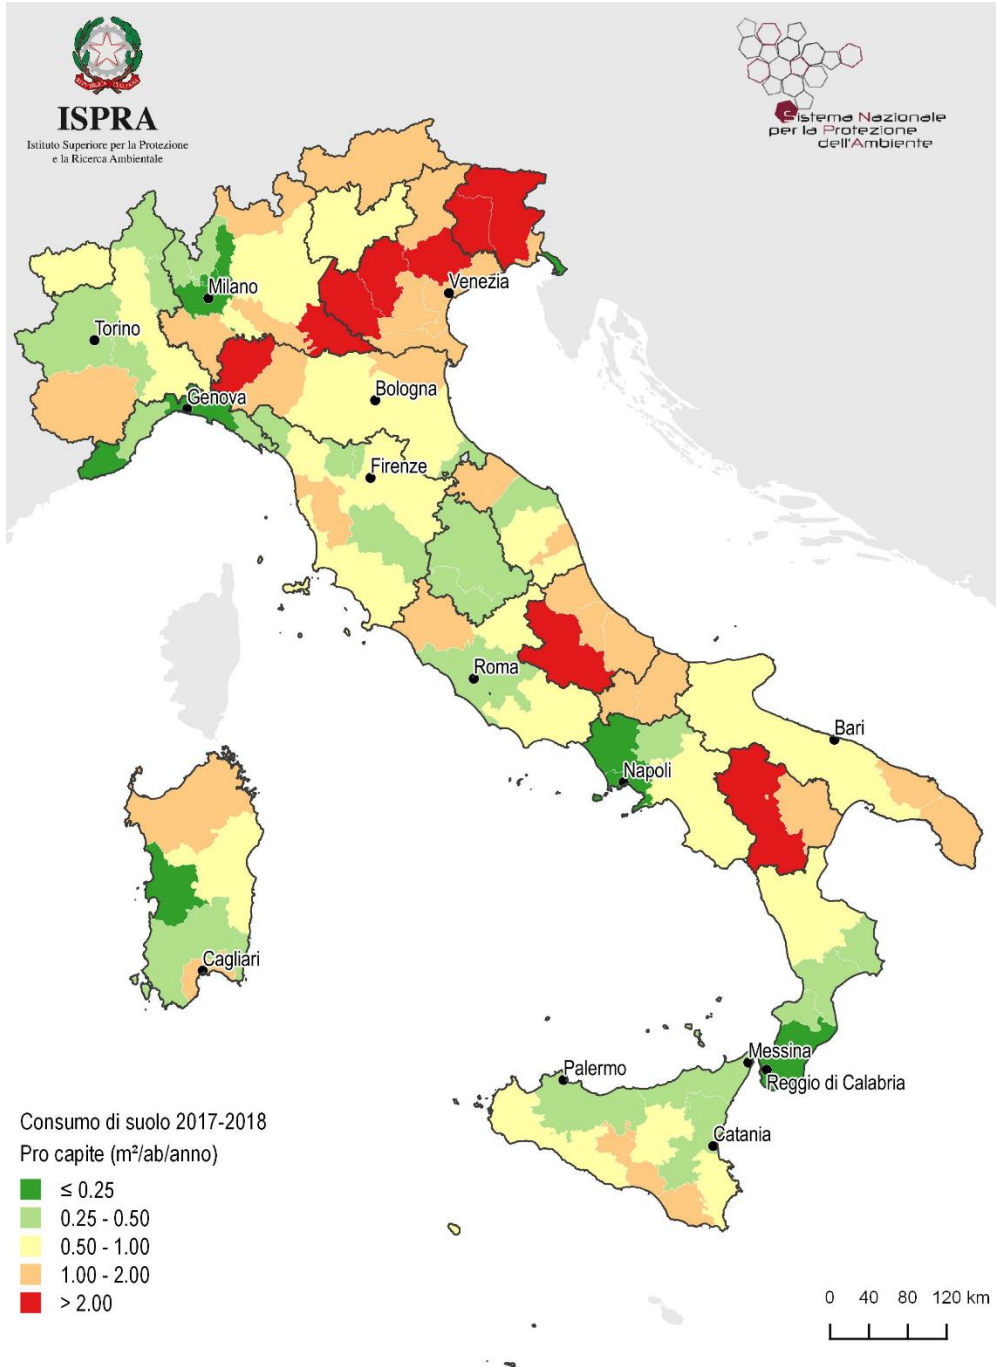 ISPRA
Istituto Superiore per la Protezione
e la Ricerca Ambientale
Sistema Nazionale
per la Protezione
dell'Ambiente
Milano
Venezia
Torino
Genova
Bologna
Firenze
Roma
Napoli
Bari
Cagliari
Messina
Palermo
Reggio di Calabria
Catania
Consumo di suolo 2017-2018
Pro capite (m²/ab/anno)
≤ 0.25
0.25 - 0.50
0.50 - 1.00
1.00 - 2.00
> 2.00
0 40 80 120 km